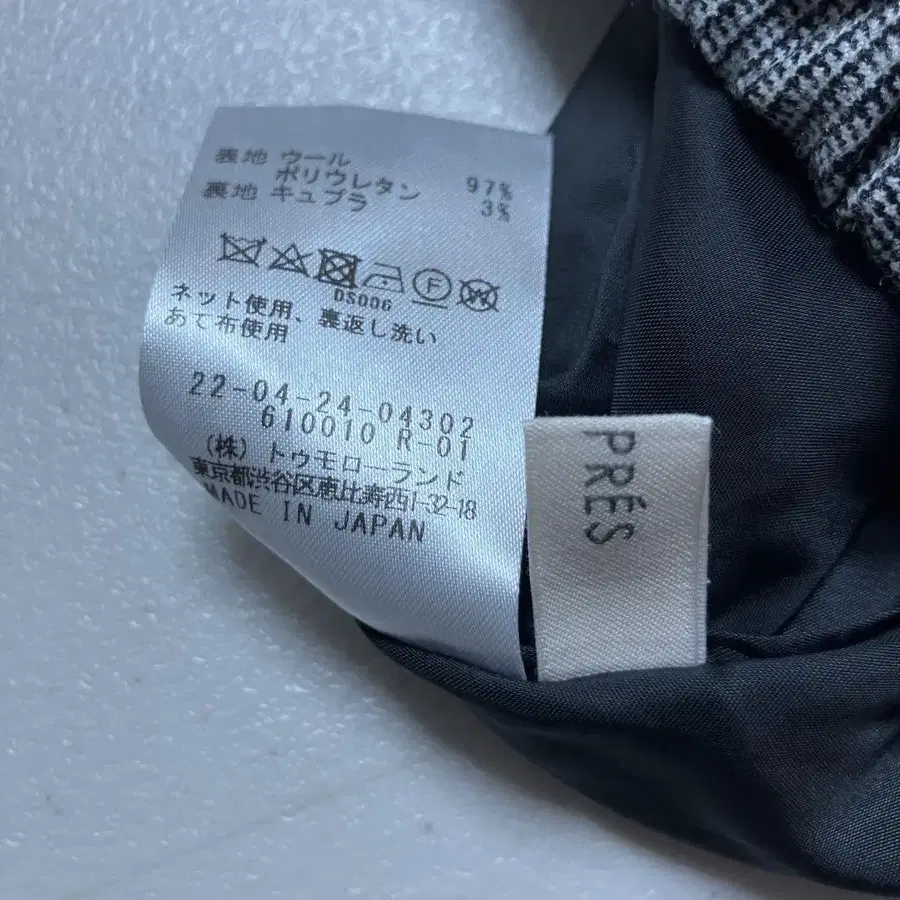 表地 ウール 97%
ポリウレタン 3%
裏地 キュプラ
F W
DS006
ネット使用、裏返し洗い
あて布使用
22-04-24-04302
610010 R-01
(株) トゥモローランド
東京都渋谷区恵比寿西1-32-18
MADE IN JAPAN
PRÉS